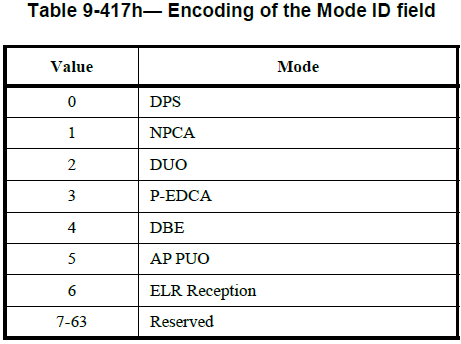 Table 9-417h— Encoding of the Mode ID field
Value Mode
0 DPS
1 NPCA
2 DUO
3 P-EDCA
4 DBE
5 AP PUO
6 ELR Reception
7-63 Reserved